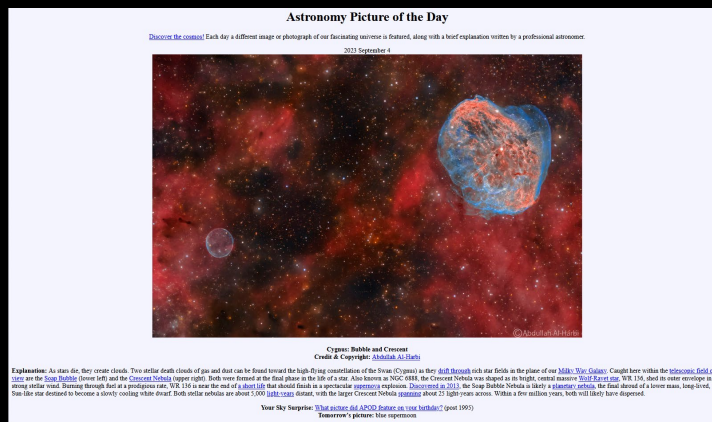 Astronomy Picture of the Day
Discover the cosmos! Each day a different image or photograph of our fascinating universe is featured, along with a brief explanation written by a professional astronomer.
2023 September 4
©Abdullah Al-Harbi
Cygnus: Bubble and Crescent
Credit & Copyright: Abdullah Al-Harbi
Explanation: As stars die, they create clouds. Two stellar death clouds of gas and dust can be found toward the high-flying constellation of the Swan (Cygnus) as they drift through rich star fields in the plane of our Milky Way Galaxy. Caught here within the telescopic field o
view are the Soap Bubble (lower left) and the Crescent Nebula (upper right). Both were formed at the final phase in the life of a star. Also known as NGC 6888, the Crescent Nebula was shaped as its bright, central massive Wolf-Rayet star, WR 136, shed its outer envelope in
strong stellar wind. Burning through fuel at a prodigious rate, WR 136 is near the end of a short life that should finish in a spectacular supernova explosion. Discovered in 2013, the Soap Bubble Nebula is likely a planetary nebula, the final shroud of a lower mass, long-lived,
Sun-like star destined to become a slowly cooling white dwarf. Both stellar nebulas are about 5,000 light-years distant, with the larger Crescent Nebula spanning about 25 light-years across. Within a few million years, both will likely have dispersed.
Your Sky Surprise: What picture did APOD feature on your birthday? (post 1995)
Tomorrow's picture: blue supermoon